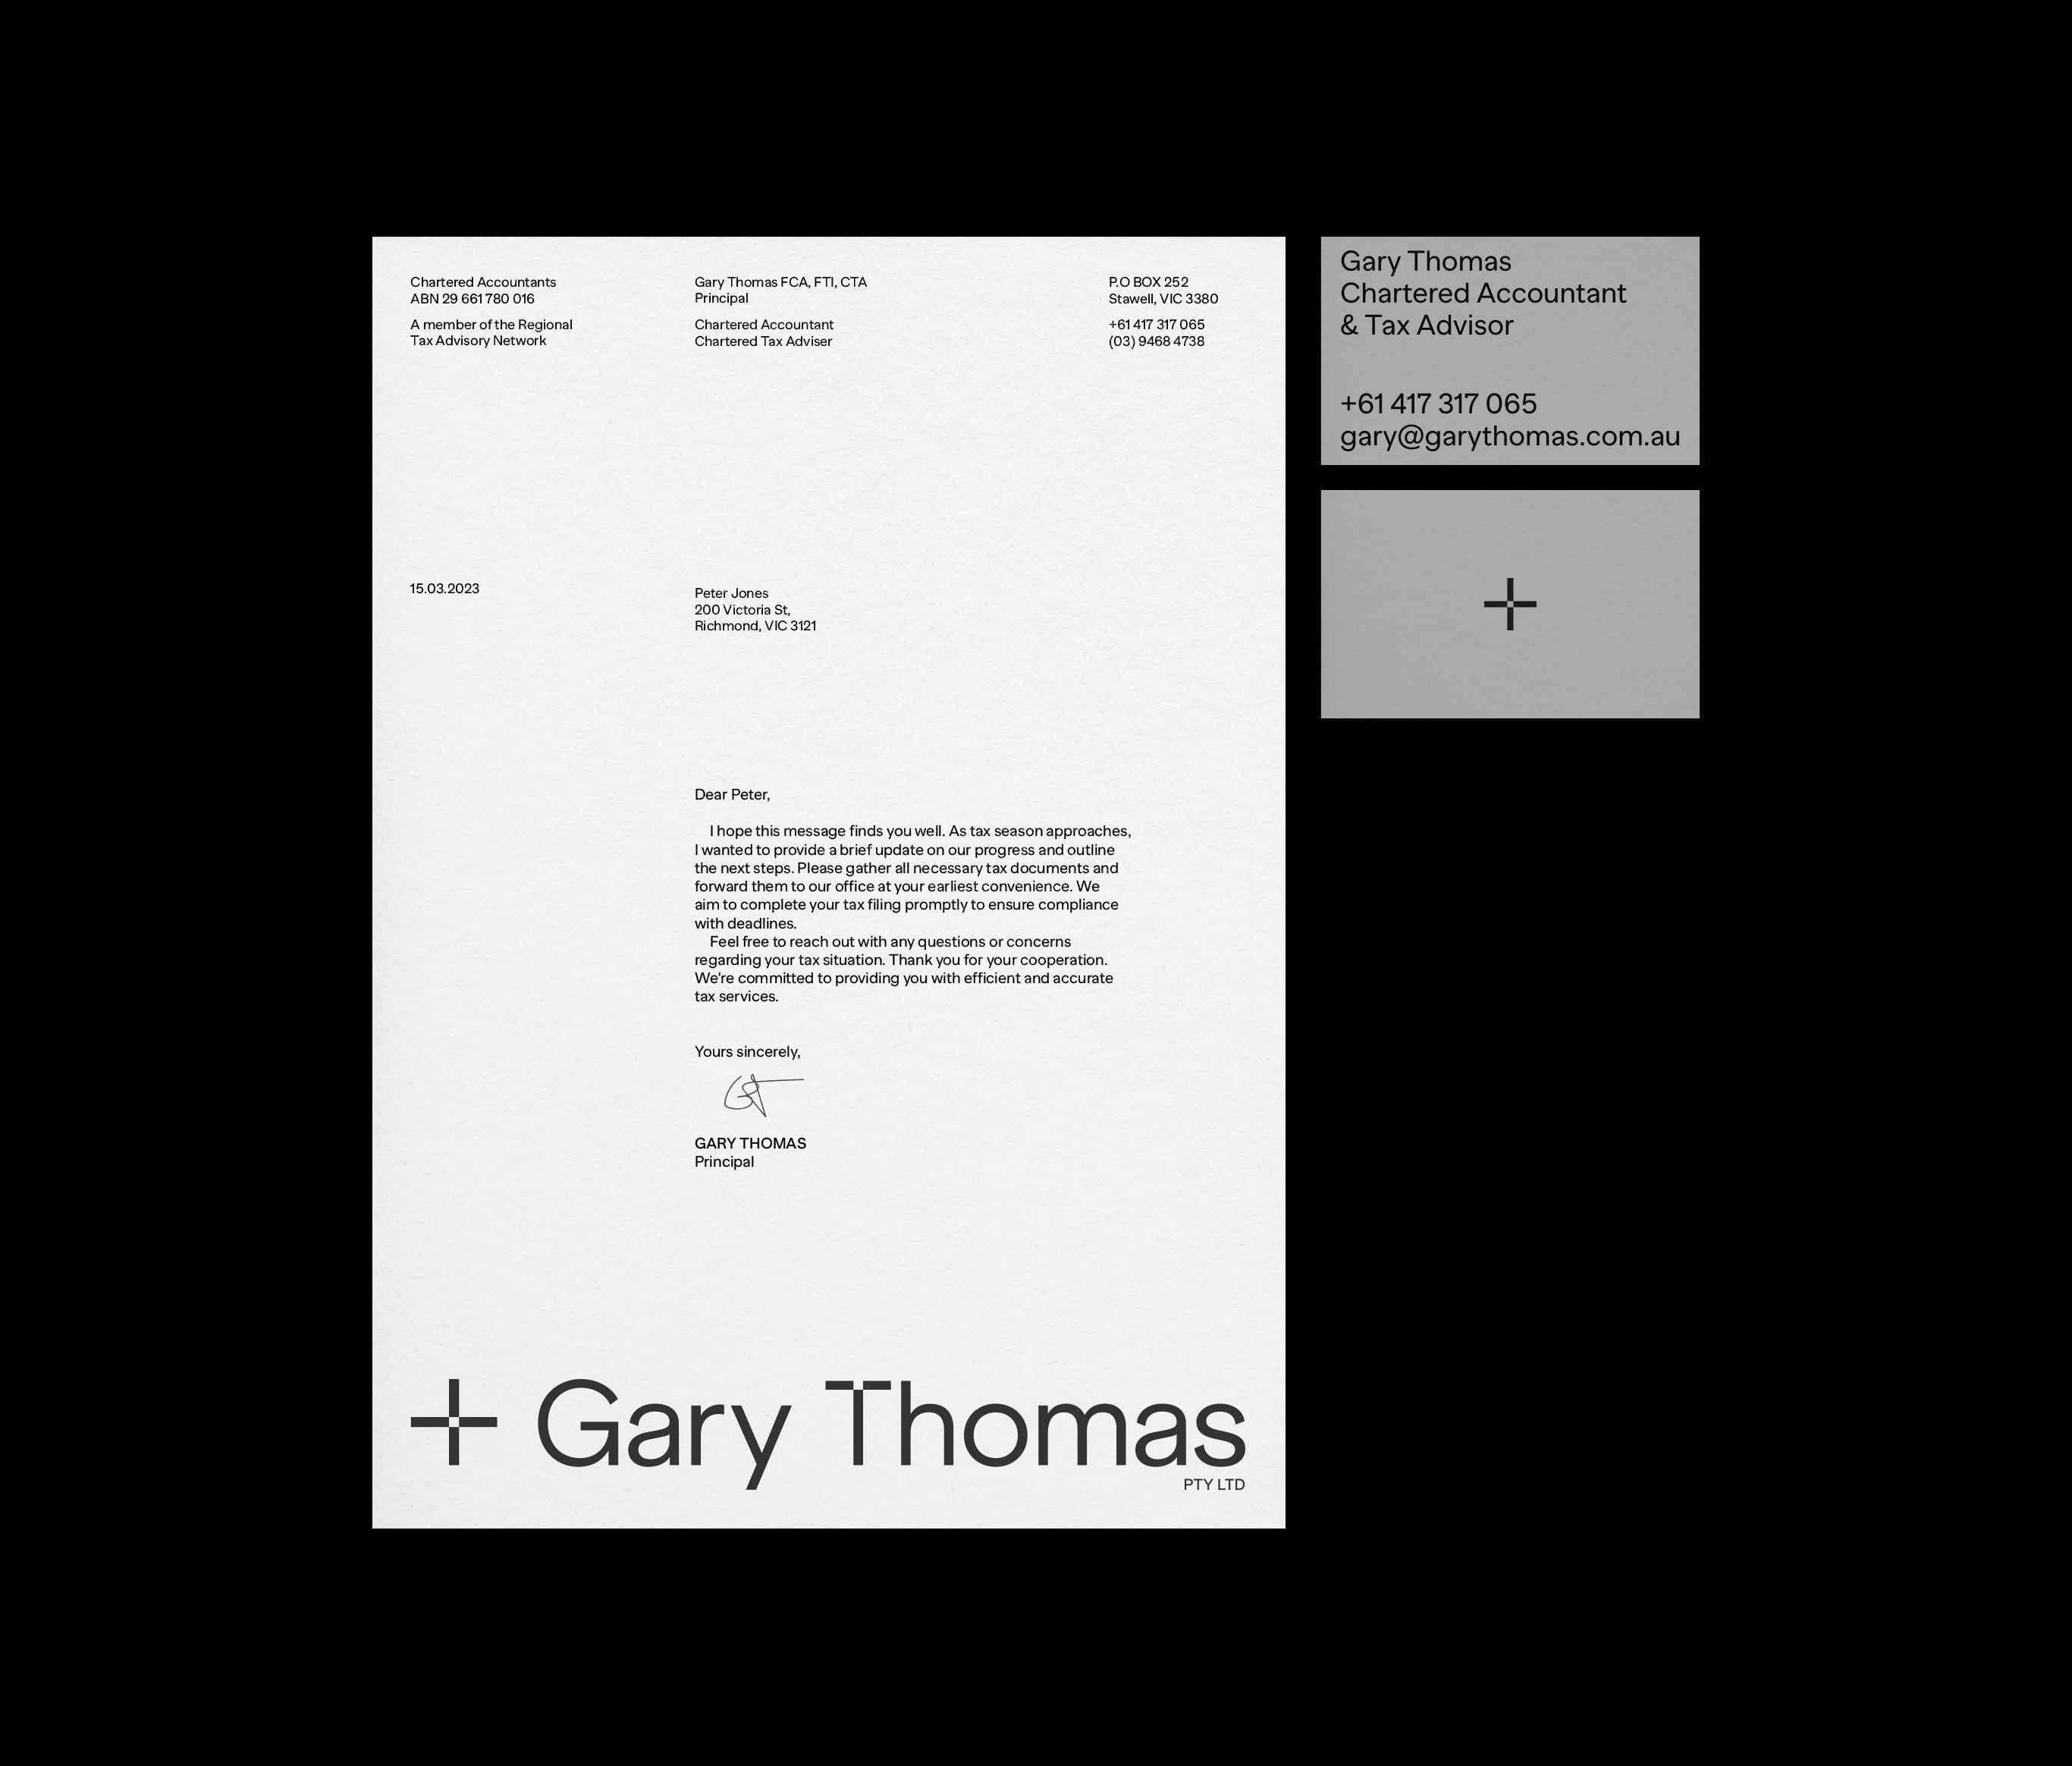 Chartered Accountants
ABN 29 661 780 016
A member of the Regional
Tax Advisory Network
Gary Thomas FCA, FTI, CTA
Principal
Chartered Accountant
Chartered Tax Adviser
P.O BOX 252
Stawell, VIC 3380
+61 417 317 065
(03) 9468 4738
15.03.2023
Peter Jones
200 Victoria St,
Richmond, VIC 3121
Dear Peter,
I hope this message finds you well. As tax season approaches,
I wanted to provide a brief update on our progress and outline
the next steps. Please gather all necessary tax documents and
forward them to our office at your earliest convenience. We
aim to complete your tax filing promptly to ensure compliance
with deadlines.
Feel free to reach out with any questions or concerns
regarding your tax situation. Thank you for your cooperation.
We're committed to providing you with efficient and accurate
tax services.
Yours sincerely,
GARY THOMAS
Principal
Gary Thomas
PTY LTD
Gary Thomas
Chartered Accountant
& Tax Advisor
+61 417 317 065
gary@garythomas.com.au